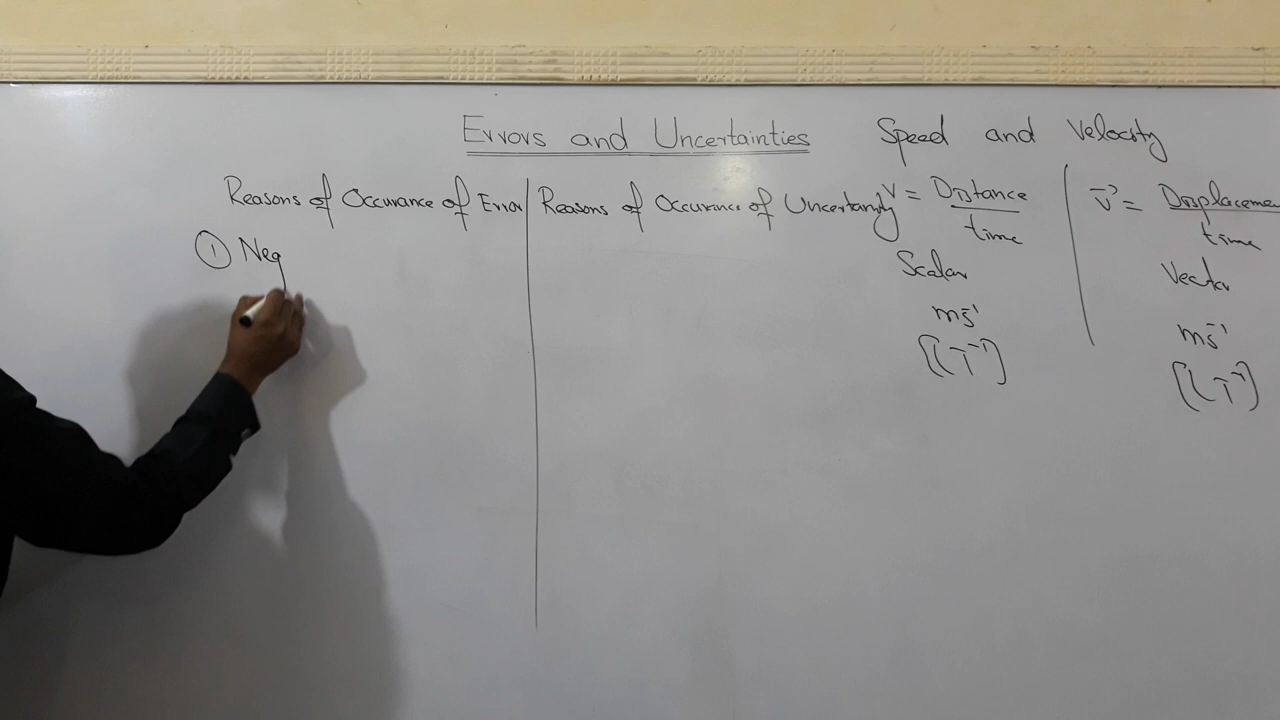 Errors and Uncertainties
Reasons of Occurance of Error
Reasons of Occurance of Uncertainity
① Neg
Speed and Velocity
V = Distance
time
Scalar
ms⁻¹
[LT⁻¹]
v⃗ = Displacemen
time
Vector
ms⁻¹
[LT⁻¹]